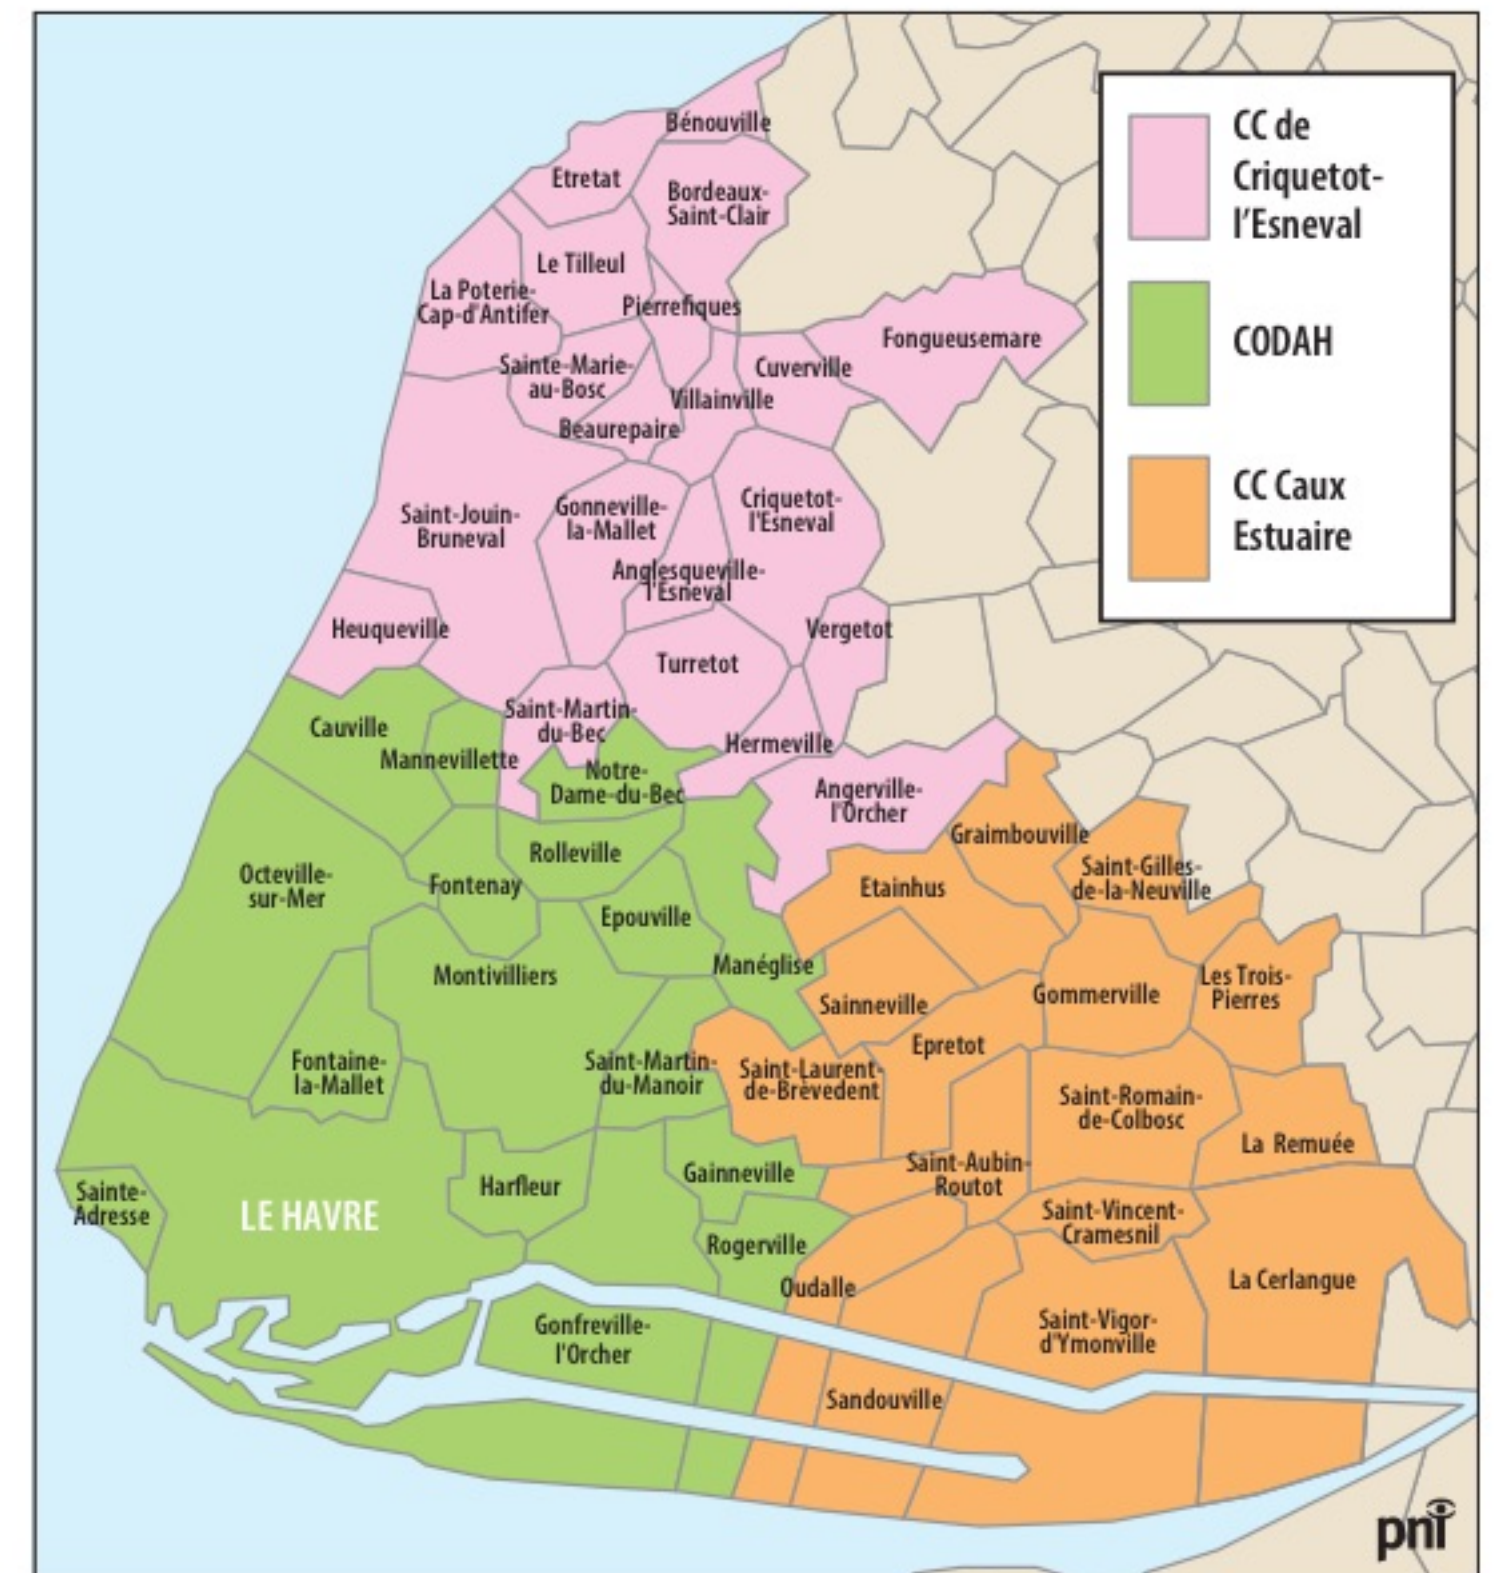 CC de
Criquetot-
l'Esneval
CODAH
CC Caux
Estuaire
Bénouville
Etretat
Bordeaux-
Saint-Clair
Le Tilleul
La Poterie-
Cap-d'Antifer
Pierrefiques
Fongueusemare
Sainte-Marie-
au-Bosc
Cuverville
Villainville
Beaurepaire
Saint-Jouin-
Bruneval
Gonneville-
la-Mallet
Criquetot-
l'Esneval
Anglesqueville-
l'Esneval
Heuqueville
Vergetot
Turretot
Saint-Martin-
du-Bec
Cauville
Mannevillette
Hermeville
Notre-
Dame-du-Bec
Angerville-
l'Orcher
Graimbouville
Rolleville
Octeville-
sur-Mer
Fontenay
Etainhus
Saint-Gilles-
de-la-Neuville
Epouville
Montivilliers
Manéglise
Sainneville
Gommerville
Les Trois-
Pierres
Epretot
Fontaine-
la-Mallet
Saint-Martin-
du-Manoir
Saint-Laurent-
de-Brèvedent
Saint-Romain-
de-Colbosc
La Remuée
Sainte-
Adresse
LE HAVRE
Harfleur
Gainneville
Saint-Aubin-
Routot
Saint-Vincent-
Cramesnil
Rogerville
Oudalle
La Cerlangue
Gonfreville-
l'Orcher
Saint-Vigor-
d'Ymonville
Sandouville
pni